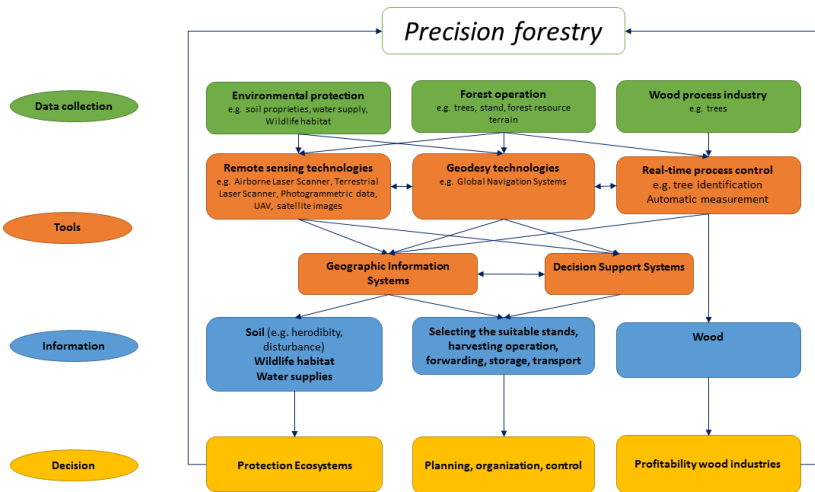 Precision forestry
Data collection
Environmental protection
e.g. soil proprieties, water supply,
Wildlife habitat
Forest operation
e.g. trees, stand, forest resource
terrain
Wood process industry
e.g. trees
Tools
Remote sensing technologies
e.g. Airborne Laser Scanner, Terrestrial
Laser Scanner, Photogrammetric data,
UAV, satellite images
Geodesy technologies
e.g. Global Navigation Systems
Real-time process control
e.g. tree identification
Automatic measurement
Geographic Information
Systems
Decision Support Systems
Information
Soil (e.g. herodibity,
disturbance)
Wildlife habitat
Water supplies
Selecting the suitable stands,
harvesting operation,
forwarding, storage, transport
Wood
Decision
Protection Ecosystems
Planning, organization, control
Profitability wood industries